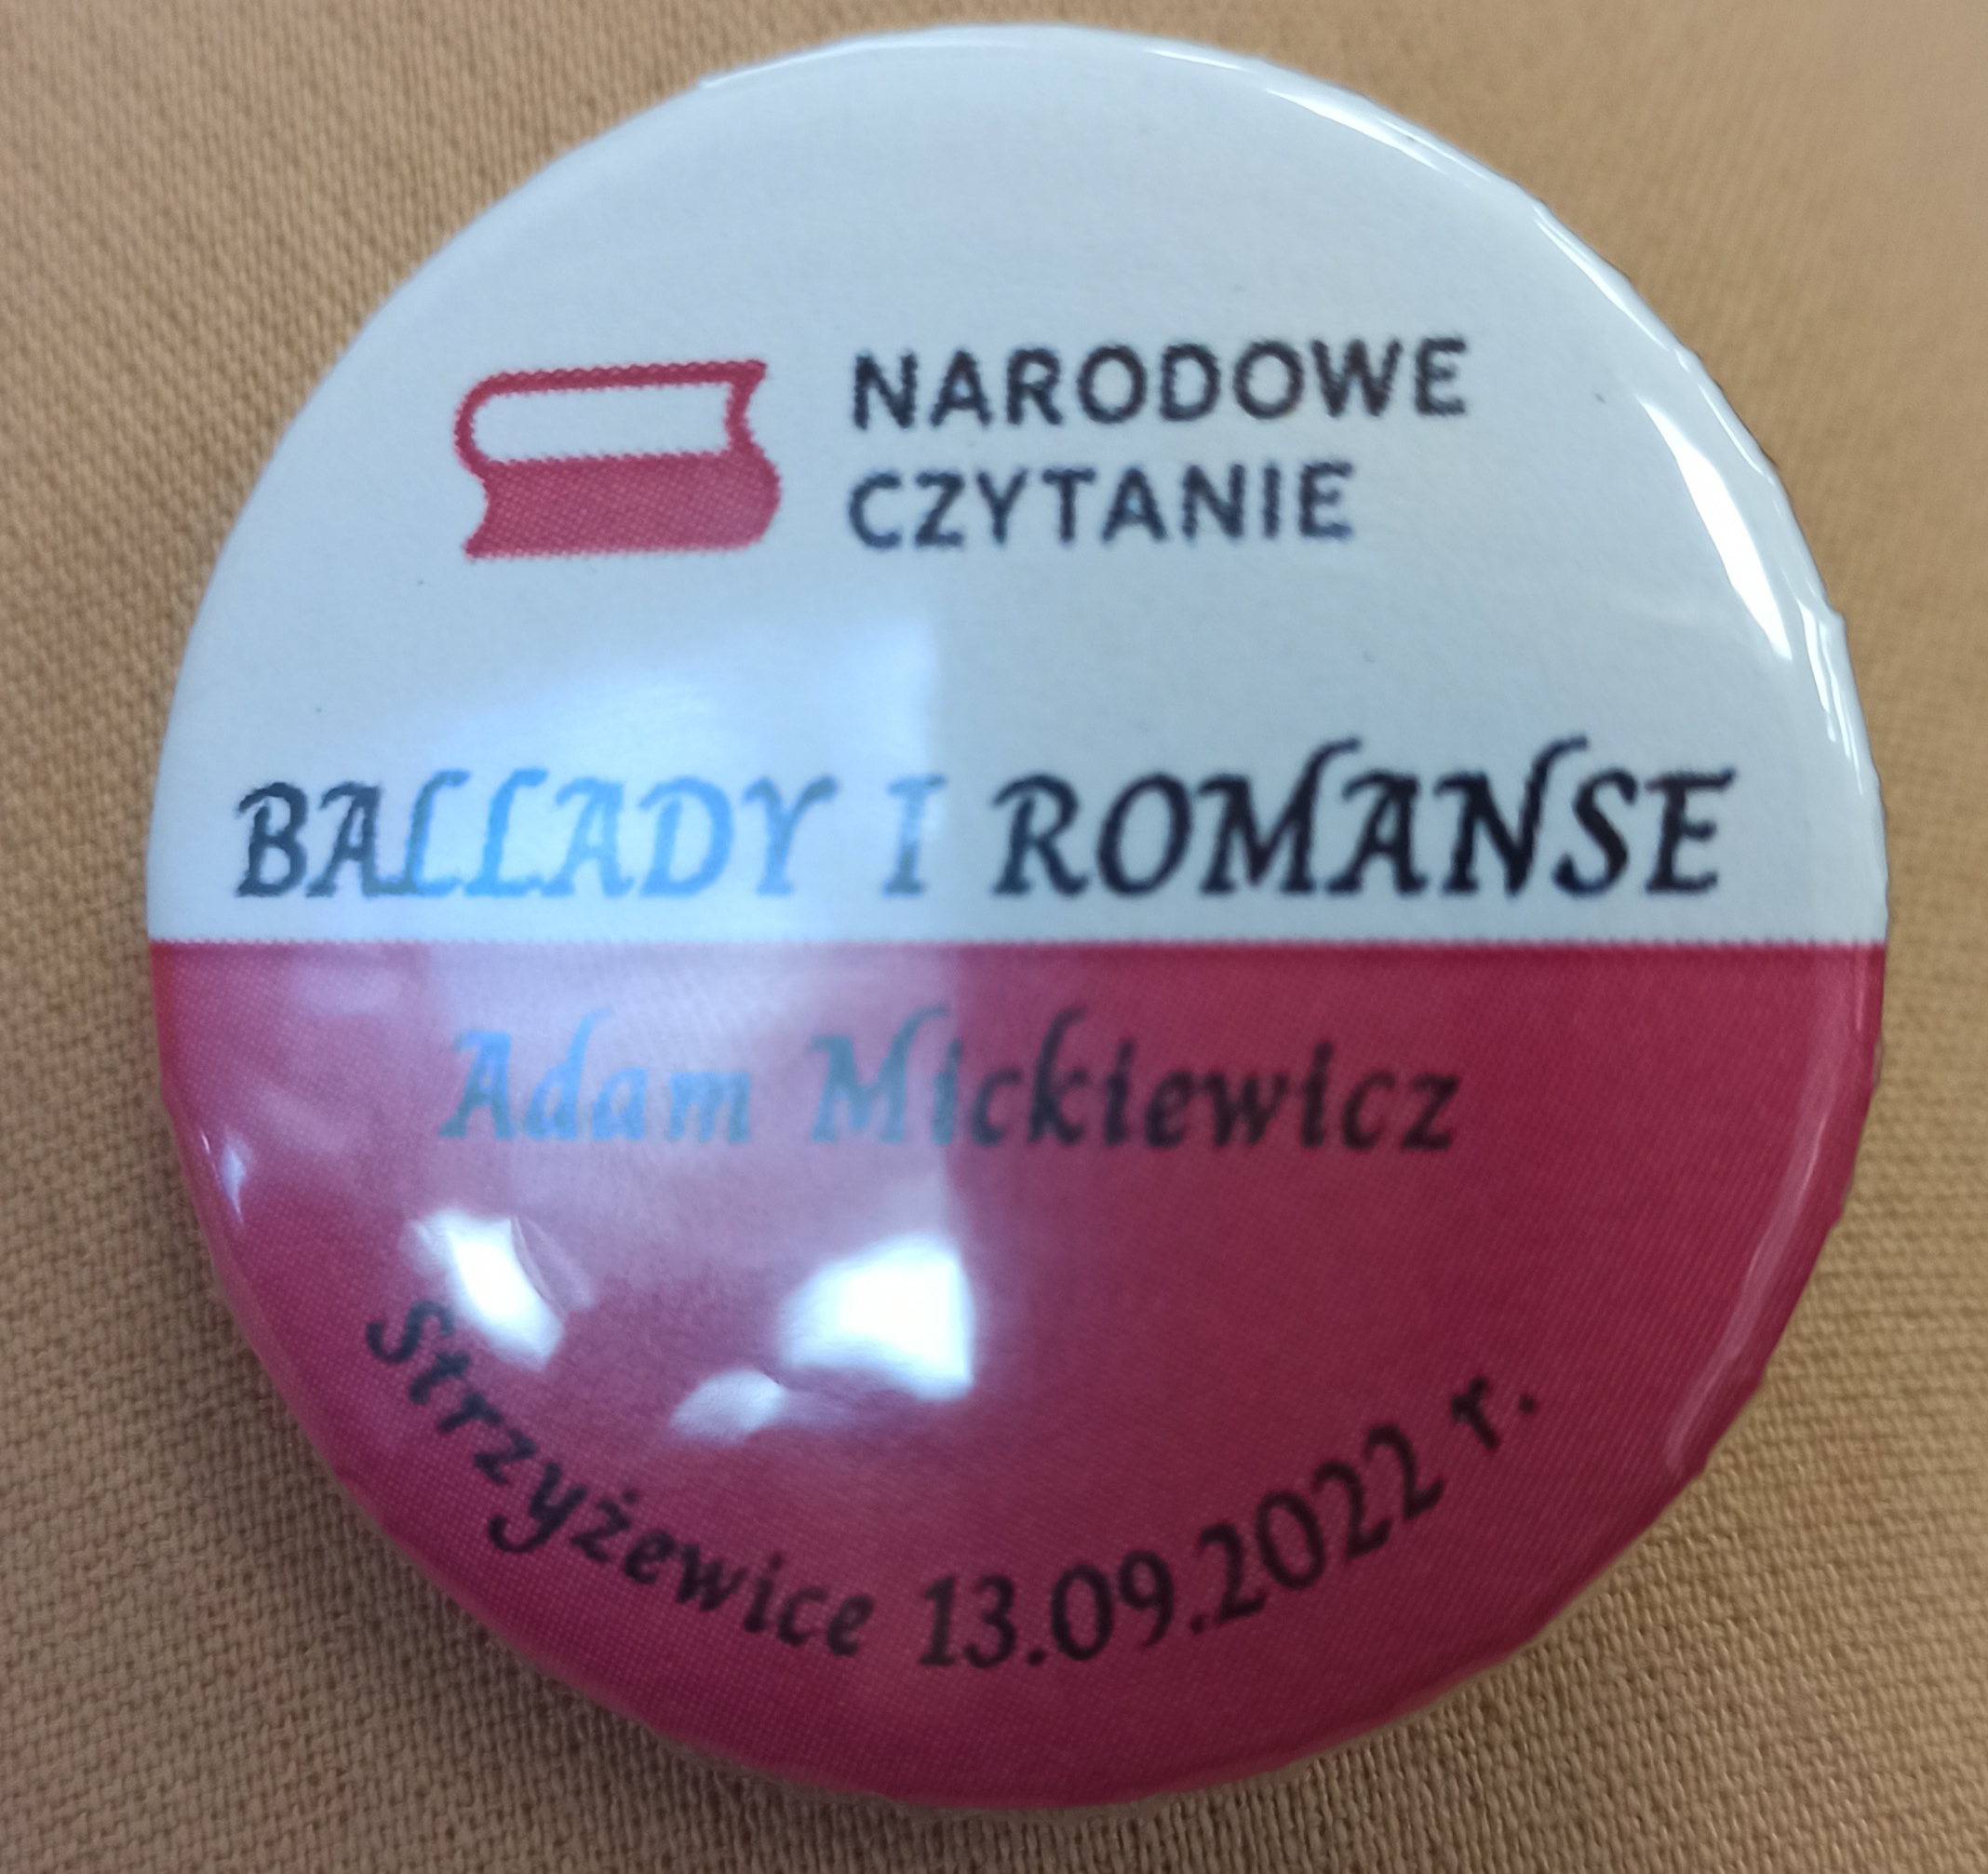 NARODOWE
CZYTANIE
BALLADY I ROMANSE
Adam Mickiewicz
Strzyżewice 13.09.2022 r.